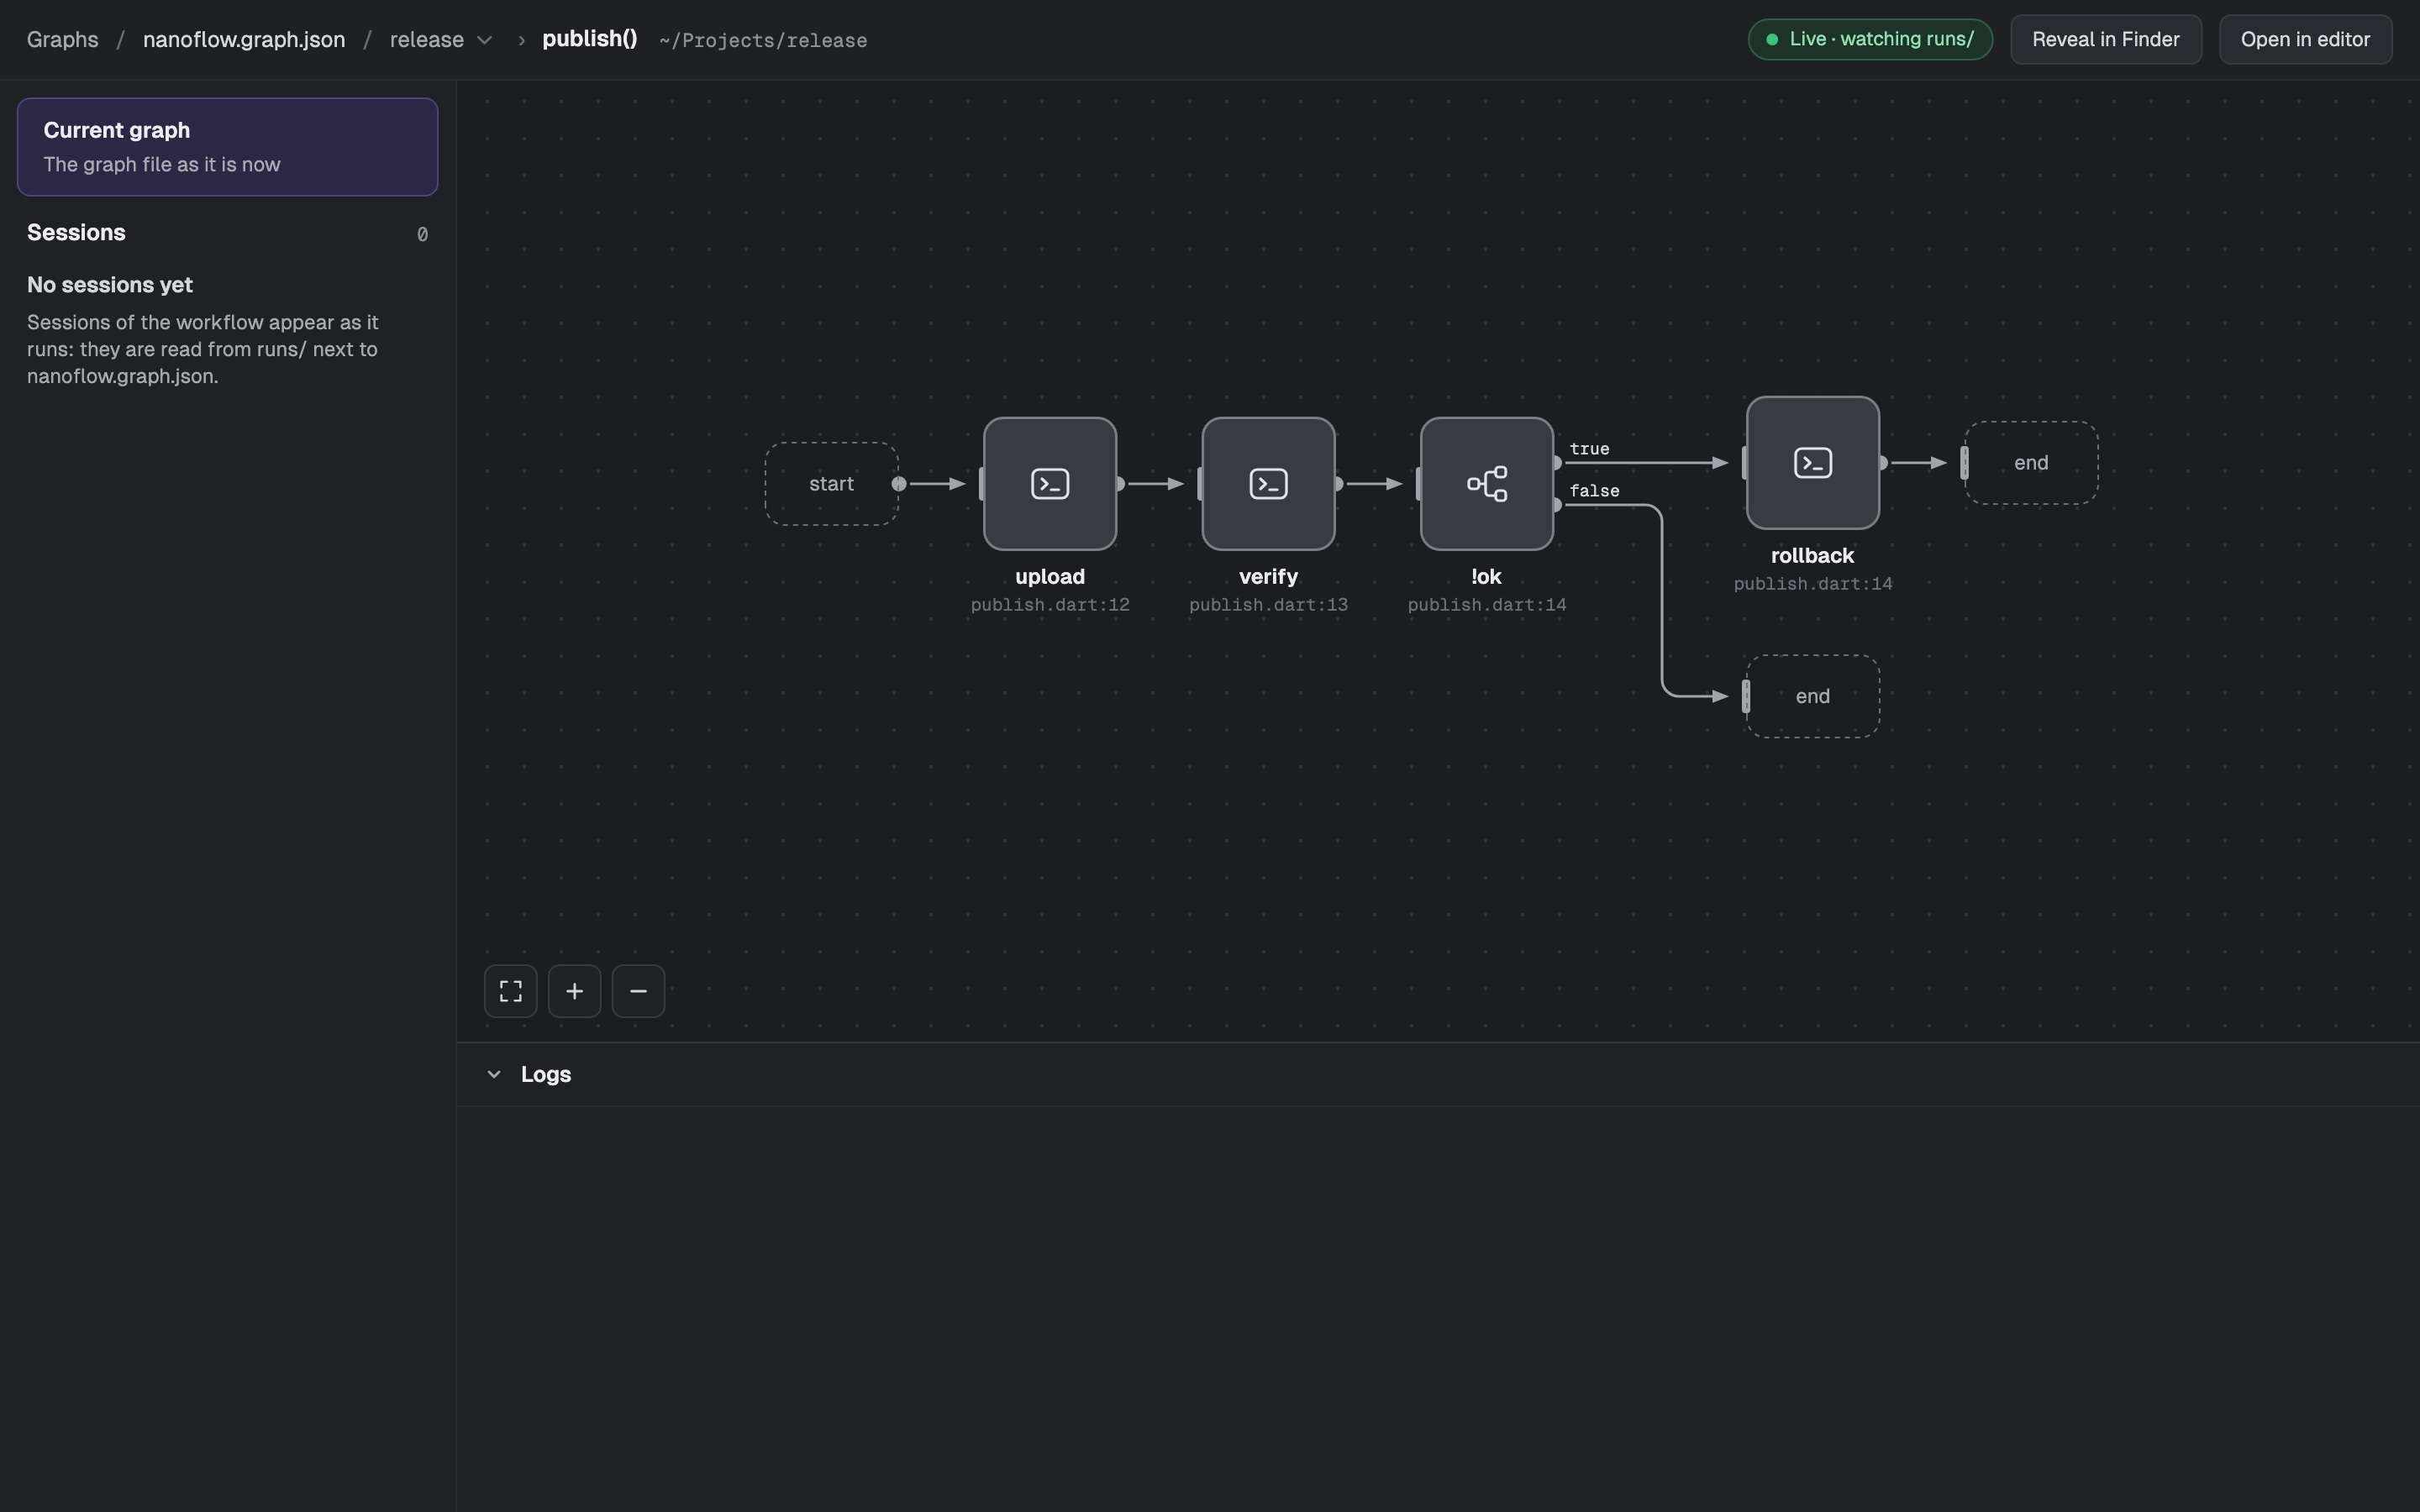 Graphs / nanoflow.graph.json / release › publish() ~/Projects/release
Live · watching runs/
Reveal in Finder
Open in editor
Current graph
The graph file as it is now
Sessions 0
No sessions yet
Sessions of the workflow appear as it
runs: they are read from runs/ next to
nanoflow.graph.json.
start
upload
publish.dart:12
verify
publish.dart:13
!ok
publish.dart:14
true
false
rollback
publish.dart:14
end
end
Logs